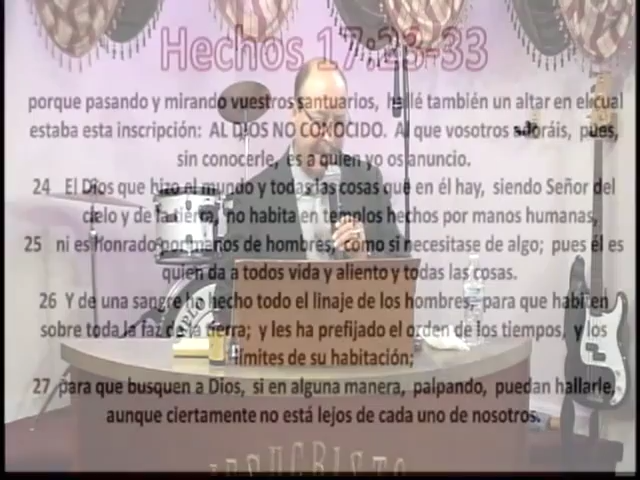 Hechos 17:23-33
porque pasando y mirando vuestros santuarios, hallé también un altar en el cual
estaba esta inscripción: AL DIOS NO CONOCIDO. Al que vosotros adoráis, pues,
sin conocerle, es a quien yo os anuncio.
24 El Dios que hizo el mundo y todas las cosas que en él hay, siendo Señor del
cielo y de la tierra, no habita en templos hechos por manos humanas,
25 ni es honrado por manos de hombres, como si necesitase de algo; pues él es
quien da a todos vida y aliento y todas las cosas.
26 Y de una sangre ha hecho todo el linaje de los hombres, para que habiten
sobre toda la faz de la tierra; y les ha prefijado el orden de los tiempos, y los
límites de su habitación;
27 para que busquen a Dios, si en alguna manera, palpando, puedan hallarle,
aunque ciertamente no está lejos de cada uno de nosotros.
JESUCRISTO